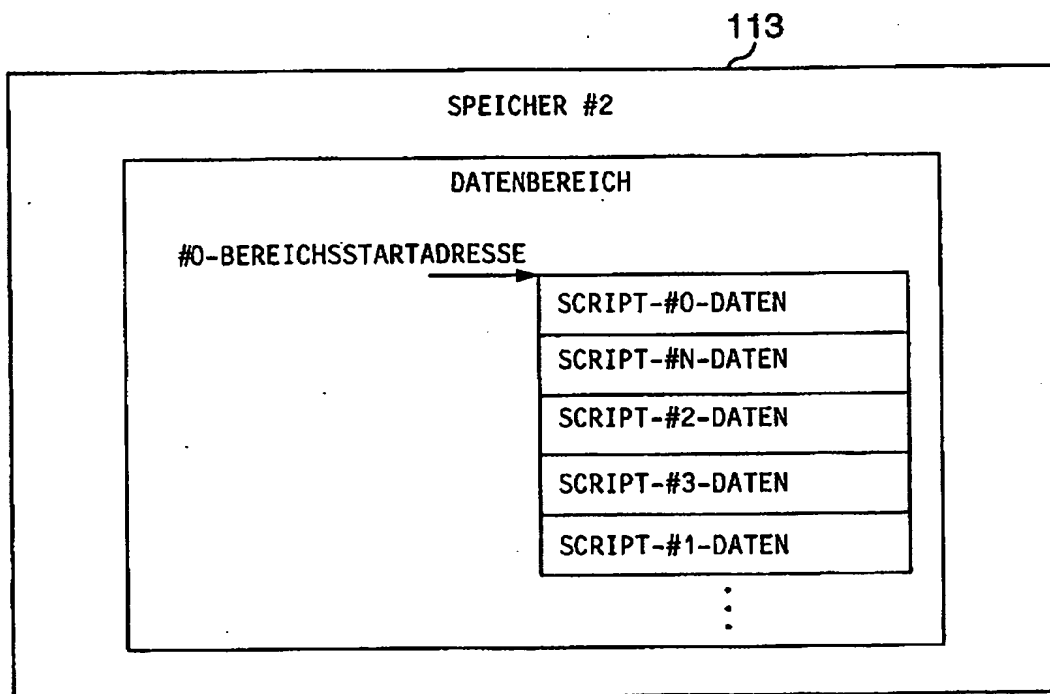 113
SPEICHER #2
DATENBEREICH
#0-BEREICHSSTARTADRESSE
SCRIPT-#0-DATEN
SCRIPT-#N-DATEN
SCRIPT-#2-DATEN
SCRIPT-#3-DATEN
SCRIPT-#1-DATEN